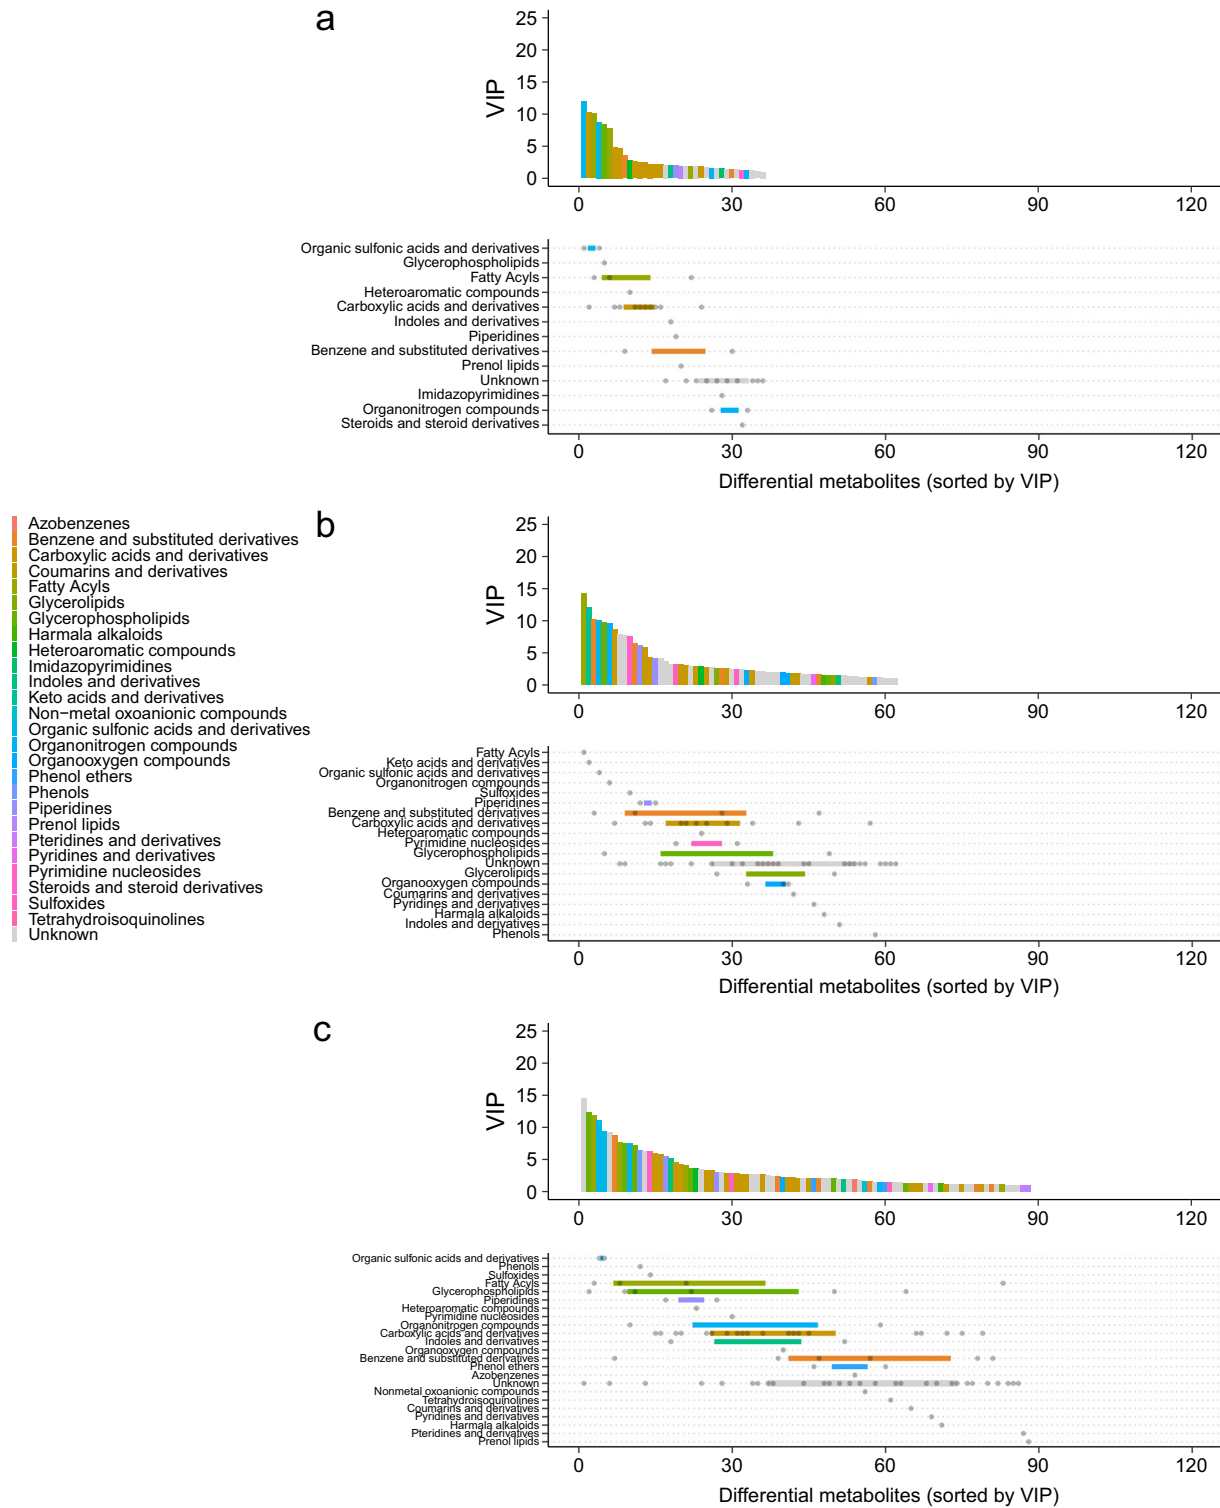 a
25
20
15
10
5
0
VIP
0 30 60 90 120
Organic sulfonic acids and derivatives
Glycerophospholipids
Fatty Acyls
Heteroaromatic compounds
Carboxylic acids and derivatives
Indoles and derivatives
Piperidines
Benzene and substituted derivatives
Prenol lipids
Unknown
Imidazopyrimidines
Organonitrogen compounds
Steroids and steroid derivatives
0 30 60 90 120
Differential metabolites (sorted by VIP)
Azobenzenes
Benzene and substituted derivatives
Carboxylic acids and derivatives
Coumarins and derivatives
Fatty Acyls
Glycerolipids
Glycerophospholipids
Harmala alkaloids
Heteroaromatic compounds
Imidazopyrimidines
Indoles and derivatives
Keto acids and derivatives
Non−metal oxoanionic compounds
Organic sulfonic acids and derivatives
Organonitrogen compounds
Organooxygen compounds
Phenol ethers
Phenols
Piperidines
Prenol lipids
Pteridines and derivatives
Pyridines and derivatives
Pyrimidine nucleosides
Steroids and steroid derivatives
Sulfoxides
Tetrahydroisoquinolines
Unknown
b
25
20
15
10
5
0
VIP
0 30 60 90 120
Fatty Acyls
Keto acids and derivatives
Organic sulfonic acids and derivatives
Organonitrogen compounds
Sulfoxides
Piperidines
Benzene and substituted derivatives
Carboxylic acids and derivatives
Heteroaromatic compounds
Pyrimidine nucleosides
Glycerophospholipids
Unknown
Glycerolipids
Organooxygen compounds
Coumarins and derivatives
Pyridines and derivatives
Harmala alkaloids
Indoles and derivatives
Phenols
0 30 60 90 120
Differential metabolites (sorted by VIP)
c
25
20
15
10
5
0
VIP
0 30 60 90 120
Organic sulfonic acids and derivatives
Phenols
Sulfoxides
Fatty Acyls
Glycerophospholipids
Piperidines
Heteroaromatic compounds
Pyrimidine nucleosides
Organonitrogen compounds
Carboxylic acids and derivatives
Indoles and derivatives
Organooxygen compounds
Benzene and substituted derivatives
Phenol ethers
Azobenzenes
Unknown
Nonmetal oxoanionic compounds
Tetrahydroisoquinolines
Coumarins and derivatives
Pyridines and derivatives
Harmala alkaloids
Pteridines and derivatives
Prenol lipids
0 30 60 90 120
Differential metabolites (sorted by VIP)